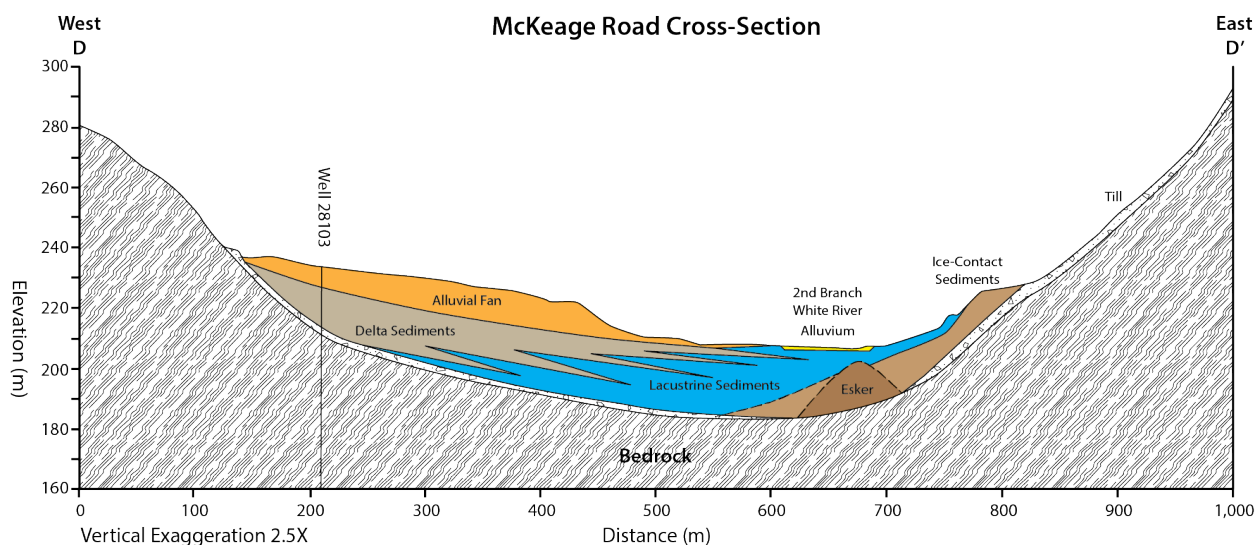 McKeage Road Cross-Section
West
D
East
D’
300
280
260
240
220
200
180
160
Elevation (m)
Well 28103
Till
Ice-Contact
Sediments
2nd Branch
White River
Alluvium
Alluvial Fan
Delta Sediments
Lacustrine Sediments
Esker
Bedrock
0
100
200
300
400
500
600
700
800
900
1,000
Vertical Exaggeration 2.5X
Distance (m)